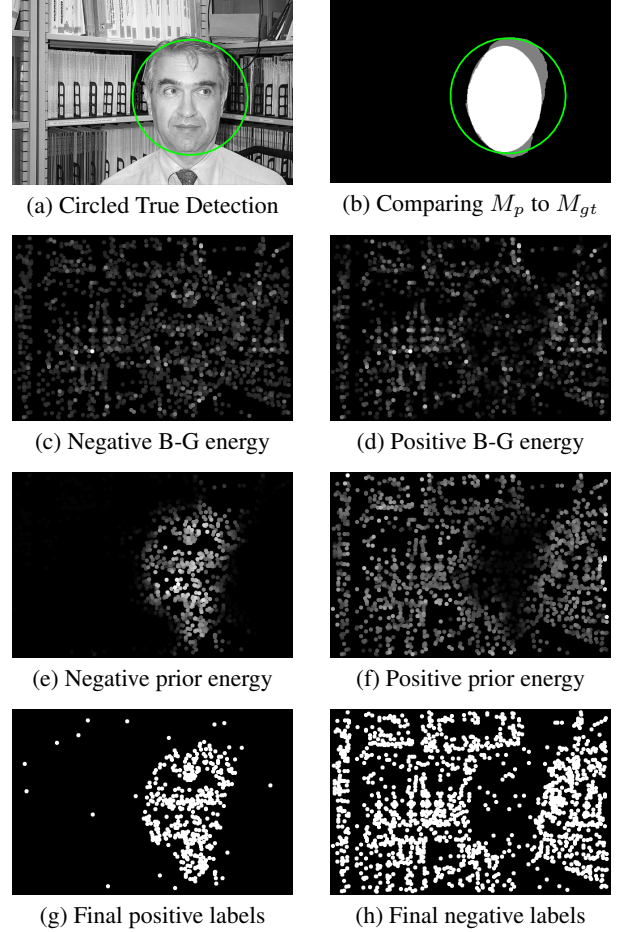 (a) Circled True Detection
(b) Comparing M_p to M_{gt}
(c) Negative B-G energy
(d) Positive B-G energy
(e) Negative prior energy
(f) Positive prior energy
(g) Final positive labels
(h) Final negative labels